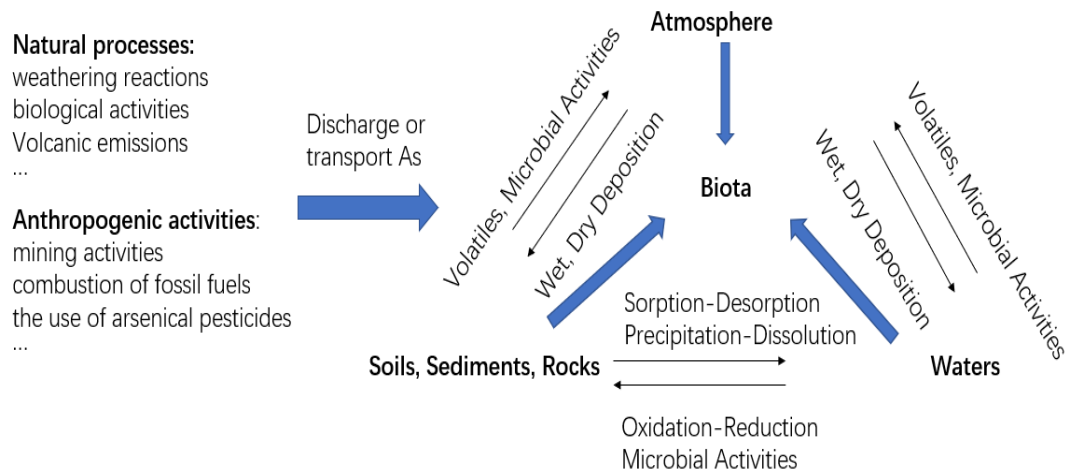 Natural processes:
weathering reactions
biological activities
Volcanic emissions
...
Anthropogenic activities:
mining activities
combustion of fossil fuels
the use of arsenical pesticides
...
Discharge or
transport As
Atmosphere
Volatiles, Microbial Activities
Wet, Dry Deposition
Biota
Wet, Dry Deposition
Volatiles, Microbial Activities
Sorption-Desorption
Precipitation-Dissolution
Soils, Sediments, Rocks
Waters
Oxidation-Reduction
Microbial Activities